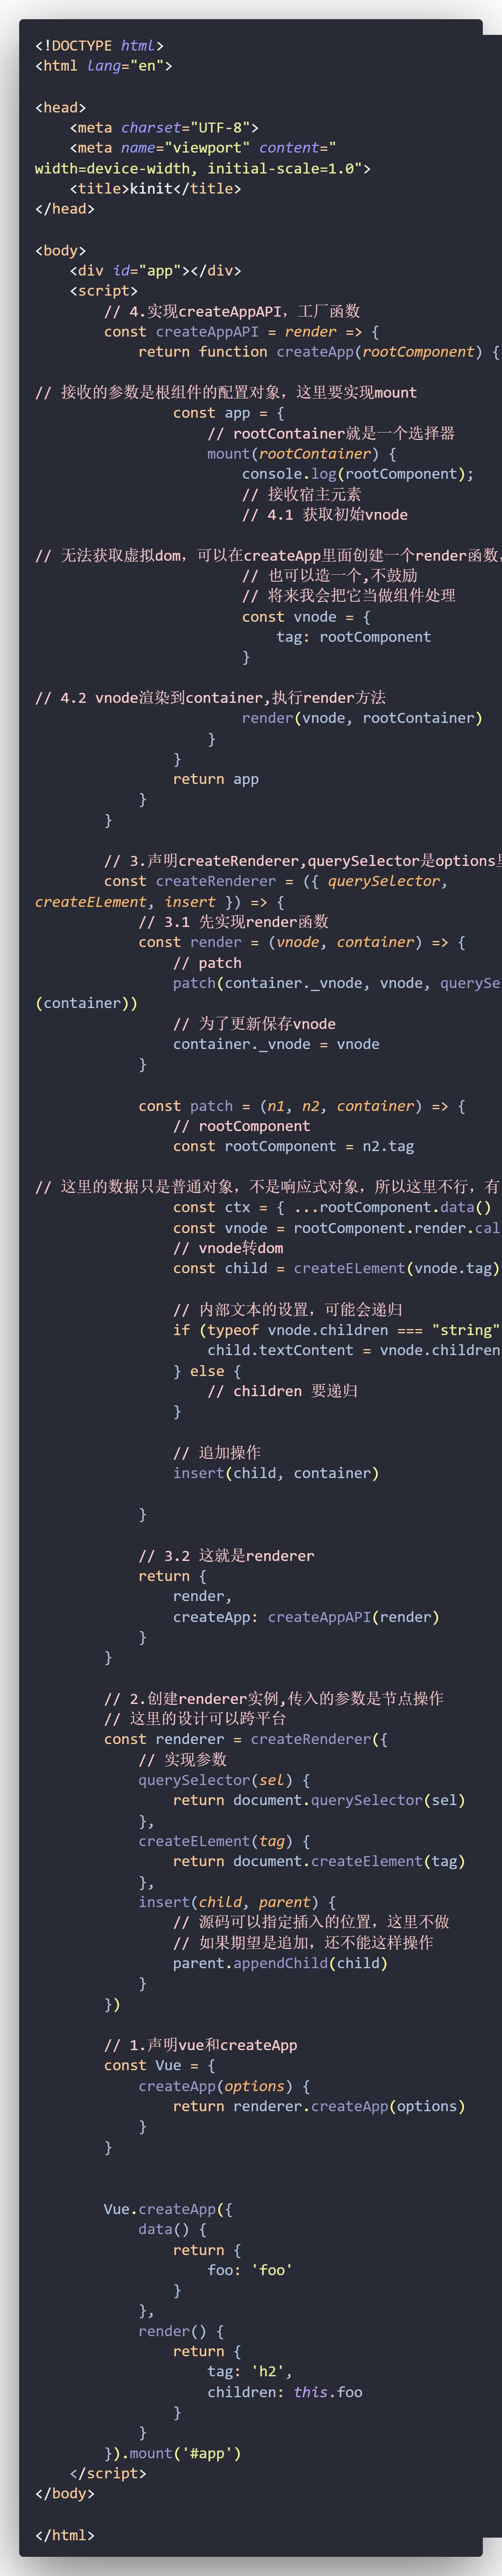 <!DOCTYPE html>
<html lang="en">
<head>
<meta charset="UTF-8">
<meta name="viewport" content="
width=device-width, initial-scale=1.0">
<title>kinit</title>
</head>
<body>
<div id="app"></div>
<script>
// 4.实现createAppAPI，工厂函数
const createAppAPI = render => {
return function createApp(rootComponent) {
// 接收的参数是根组件的配置对象，这里要实现mount
const app = {
// rootContainer就是一个选择器
mount(rootContainer) {
console.log(rootComponent);
// 接收宿主元素
// 4.1 获取初始vnode
// 无法获取虚拟dom，可以在createApp里面创建一个render函数，
// 也可以造一个,不鼓励
// 将来我会把它当做组件处理
const vnode = {
tag: rootComponent
}
// 4.2 vnode渲染到container,执行render方法
render(vnode, rootContainer)
}
}
return app
}
}
// 3.声明createRenderer,querySelector是options里
const createRenderer = ({ querySelector,
createELement, insert }) => {
// 3.1 先实现render函数
const render = (vnode, container) => {
// patch
patch(container._vnode, vnode, querySe
(container))
// 为了更新保存vnode
container._vnode = vnode
}
const patch = (n1, n2, container) => {
// rootComponent
const rootComponent = n2.tag
// 这里的数据只是普通对象，不是响应式对象，所以这里不行，有
const ctx = { ...rootComponent.data()
const vnode = rootComponent.render.cal
// vnode转dom
const child = createELement(vnode.tag)
// 内部文本的设置，可能会递归
if (typeof vnode.children === "string"
child.textContent = vnode.children
} else {
// children 要递归
}
// 追加操作
insert(child, container)
}
// 3.2 这就是renderer
return {
render,
createApp: createAppAPI(render)
}
}
// 2.创建renderer实例,传入的参数是节点操作
// 这里的设计可以跨平台
const renderer = createRenderer({
// 实现参数
querySelector(sel) {
return document.querySelector(sel)
},
createELement(tag) {
return document.createElement(tag)
},
insert(child, parent) {
// 源码可以指定插入的位置，这里不做
// 如果期望是追加，还不能这样操作
parent.appendChild(child)
}
})
// 1.声明vue和createApp
const Vue = {
createApp(options) {
return renderer.createApp(options)
}
}
Vue.createApp({
data() {
return {
foo: 'foo'
}
},
render() {
return {
tag: 'h2',
children: this.foo
}
}
}).mount('#app')
</script>
</body>
</html>